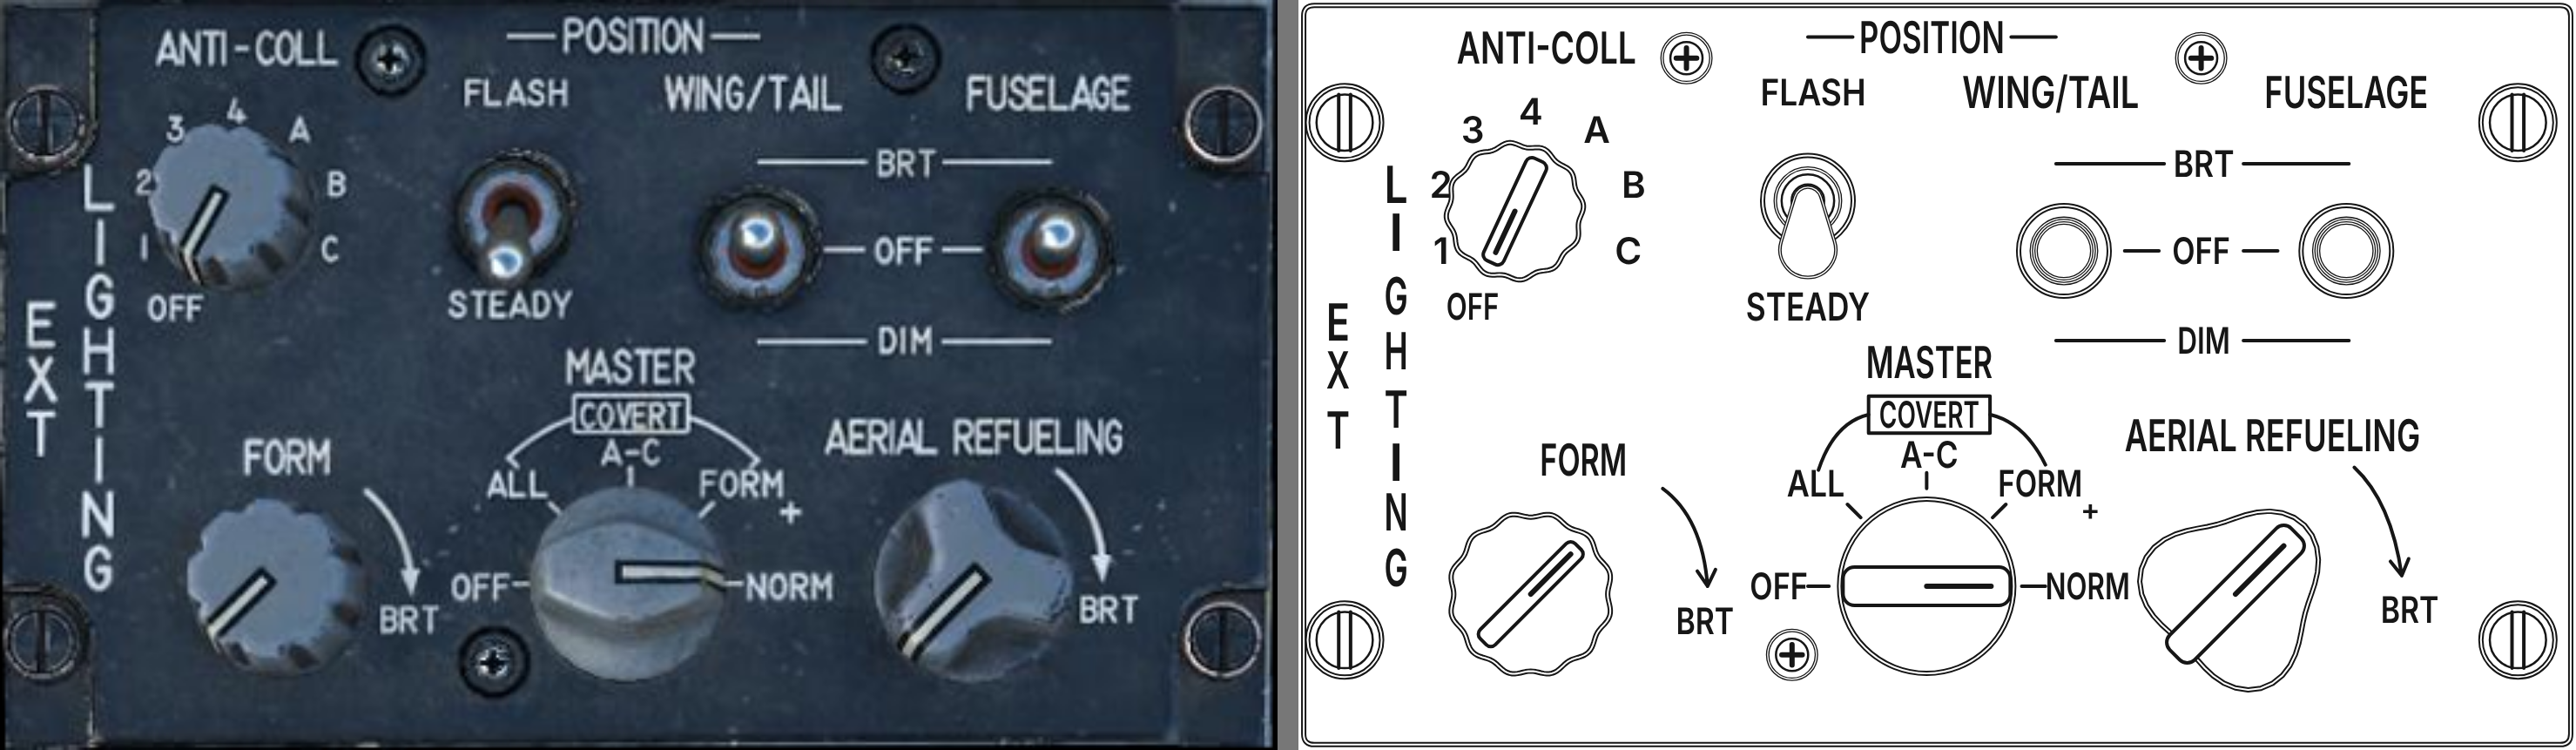 ANTI-COLL
—POSITION—
FLASH
WING/TAIL
FUSELAGE
1
2
3
4
A
B
C
OFF
STEADY
BRT
OFF
DIM
EXT
LIGHTING
MASTER
COVERT
A-C
ALL
FORM
+
OFF
NORM
FORM
BRT
AERIAL REFUELING
BRT
ANTI-COLL
—POSITION—
FLASH
WING/TAIL
FUSELAGE
1
2
3
4
A
B
C
OFF
STEADY
BRT
OFF
DIM
EXT
LIGHTING
MASTER
COVERT
A-C
ALL
FORM
+
OFF
NORM
FORM
BRT
AERIAL REFUELING
BRT